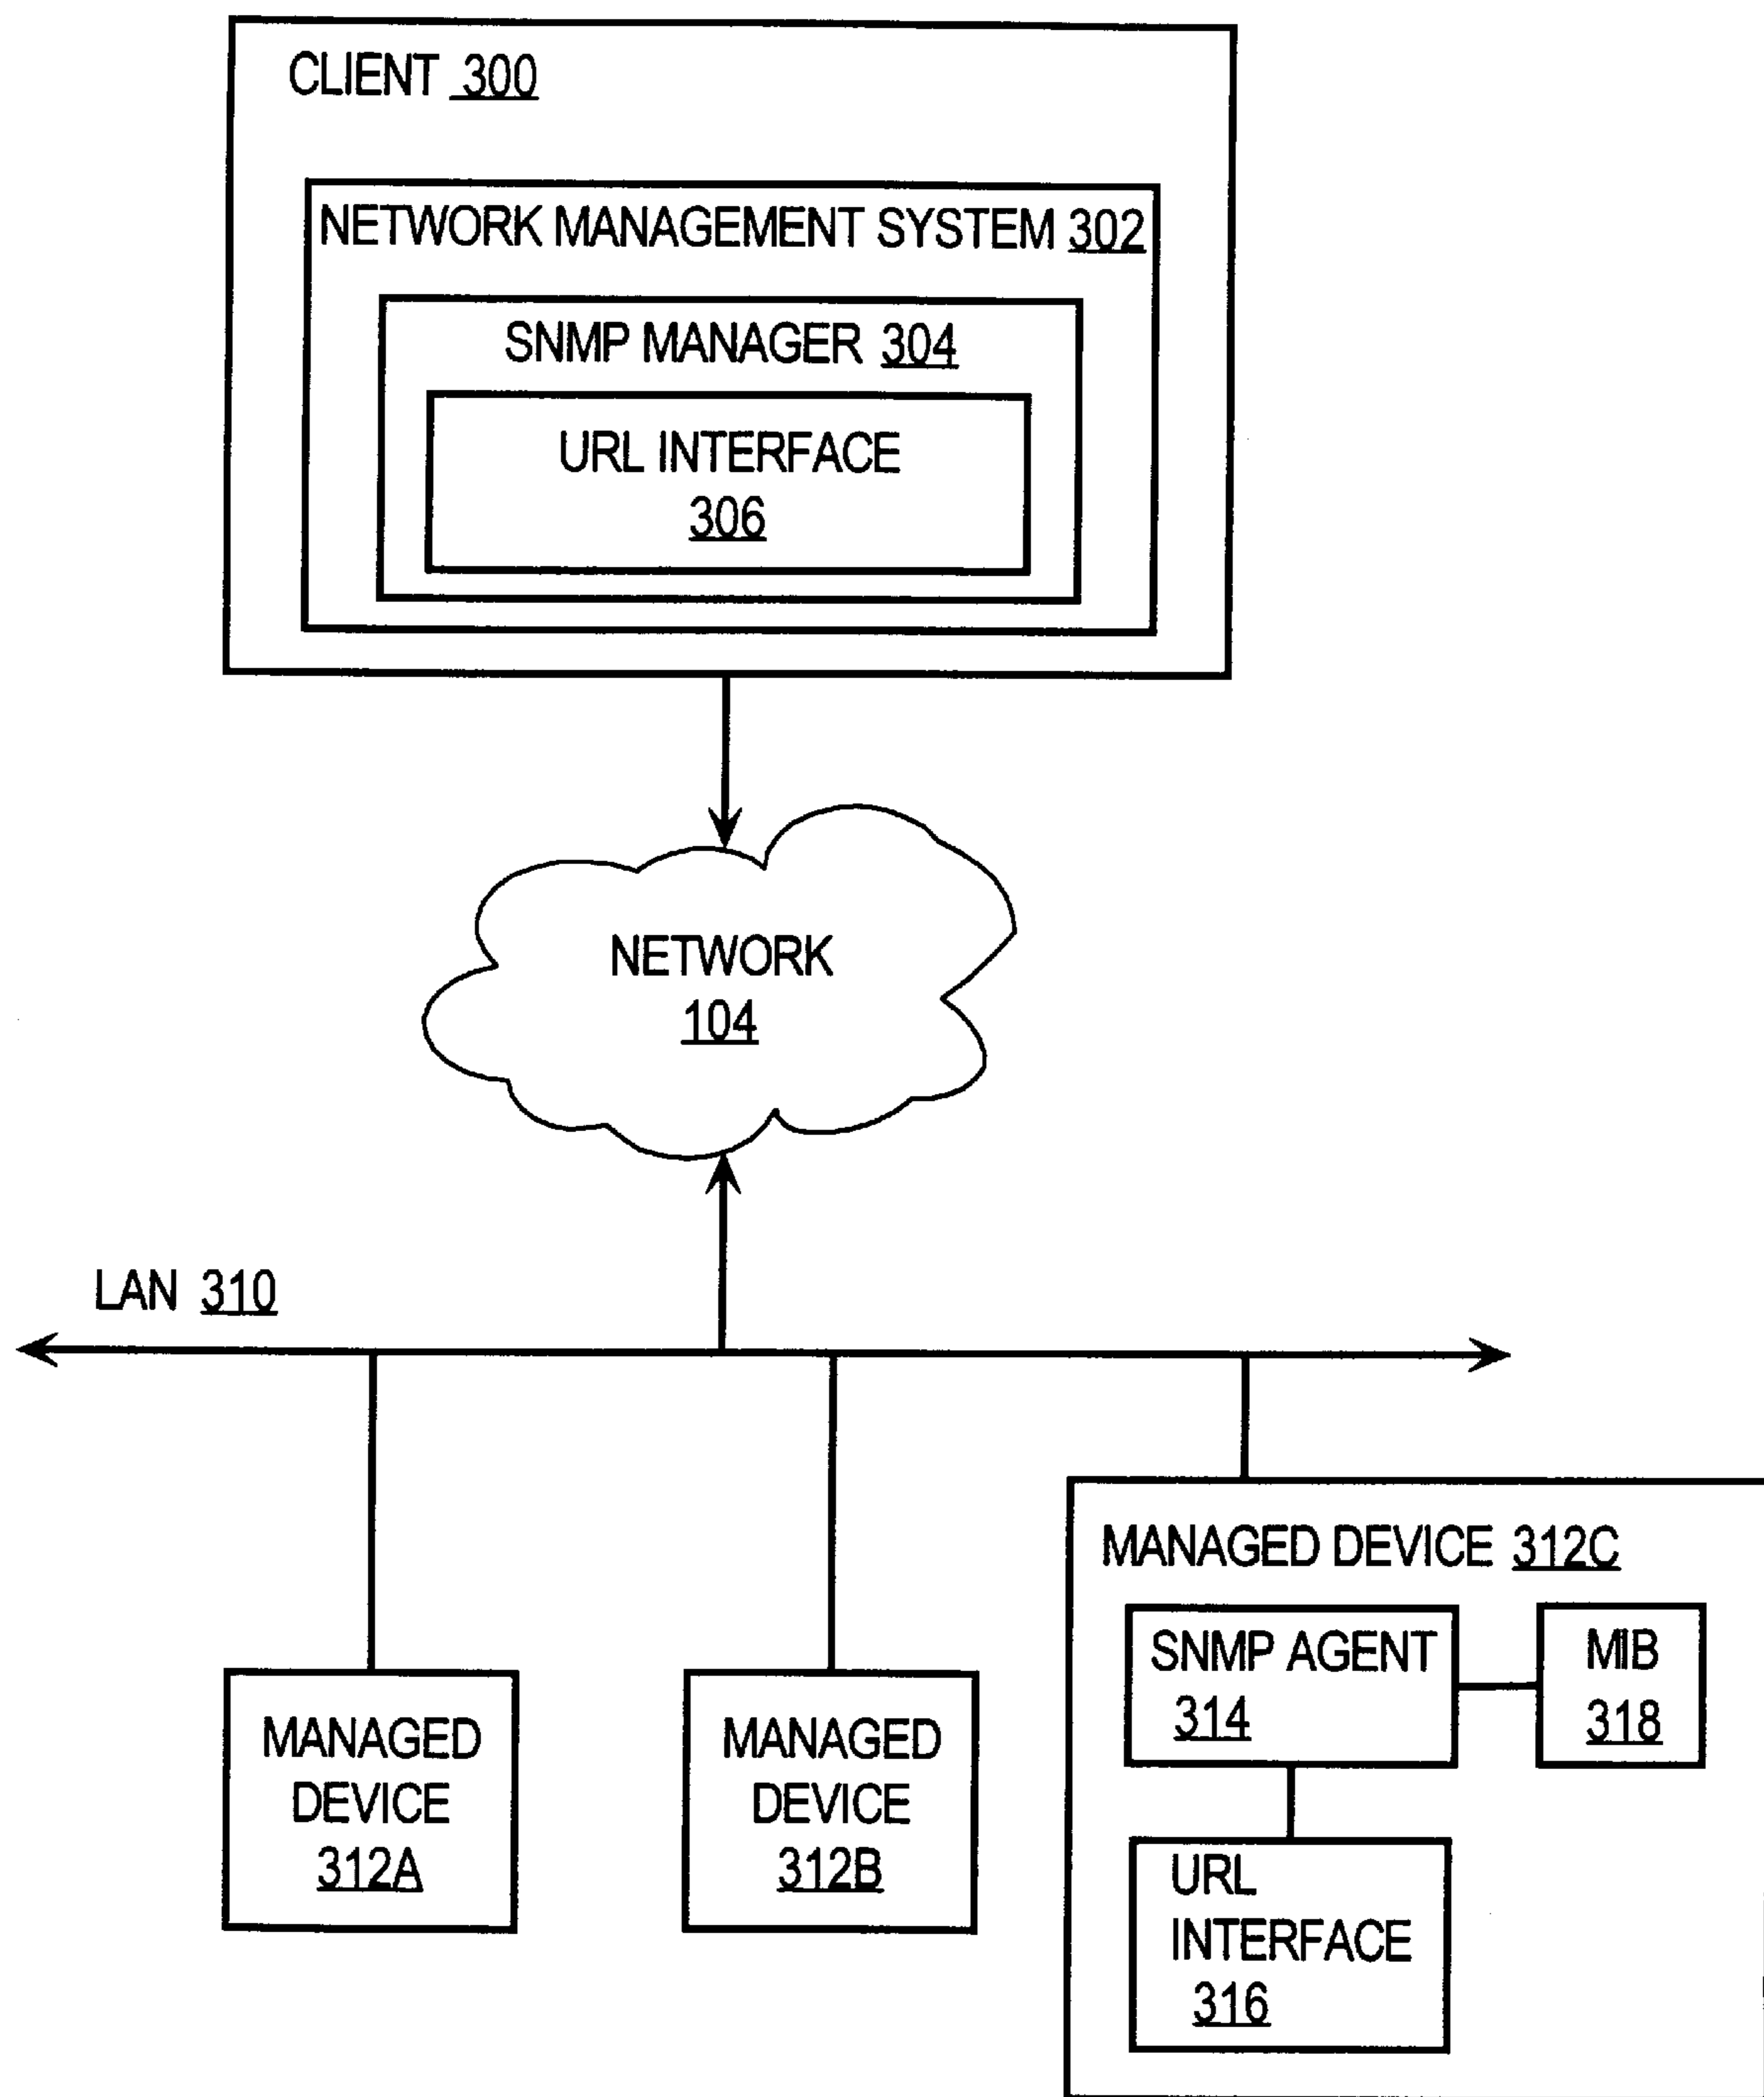 CLIENT 300
NETWORK MANAGEMENT SYSTEM 302
SNMP MANAGER 304
URL INTERFACE
306
NETWORK
104
LAN 310
MANAGED DEVICE 312C
SNMP AGENT
314
MIB
318
MANAGED
DEVICE
312A
MANAGED
DEVICE
312B
URL
INTERFACE
316